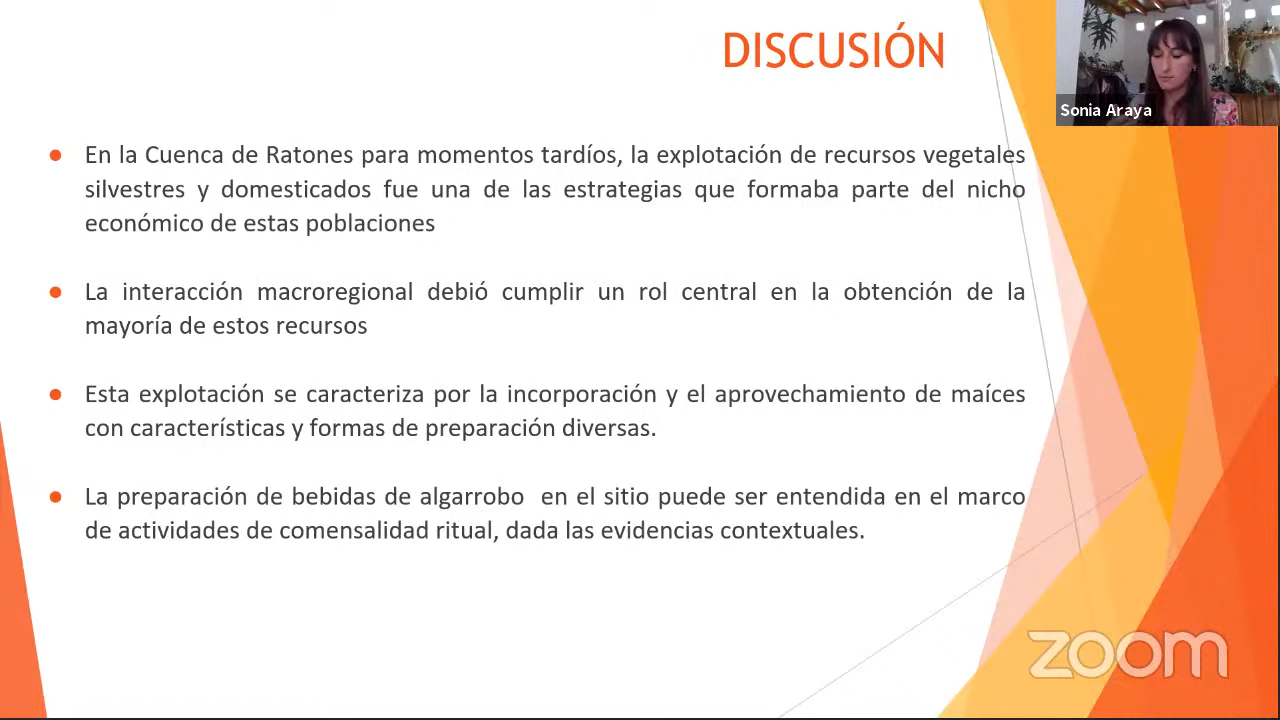 DISCUSIÓN
Sonia Araya
● En la Cuenca de Ratones para momentos tardíos, la explotación de recursos vegetales
silvestres y domesticados fue una de las estrategias que formaba parte del nicho
económico de estas poblaciones
● La interacción macroregional debió cumplir un rol central en la obtención de la
mayoría de estos recursos
● Esta explotación se caracteriza por la incorporación y el aprovechamiento de maíces
con características y formas de preparación diversas.
● La preparación de bebidas de algarrobo en el sitio puede ser entendida en el marco
de actividades de comensalidad ritual, dada las evidencias contextuales.
zoom